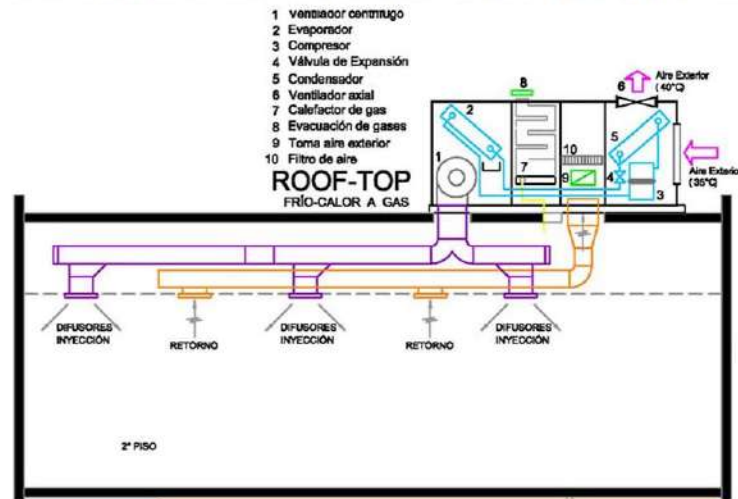 1 Ventilador centrífugo
2 Evaporador
3 Compresor
4 Válvula de Expansión
5 Condensador
6 Ventilador axial
7 Calefactor de gas
8 Evacuación de gases
9 Toma aire exterior
10 Filtro de aire
ROOF-TOP
FRÍO-CALOR A GAS
8
6
Aire Exterior
(40°C)
2
5
1
10
7
9
4
3
Aire Exterior
(35°C)
DIFUSORES
INYECCIÓN
RETORNO
DIFUSORES
INYECCIÓN
RETORNO
DIFUSORES
INYECCIÓN
2° PISO